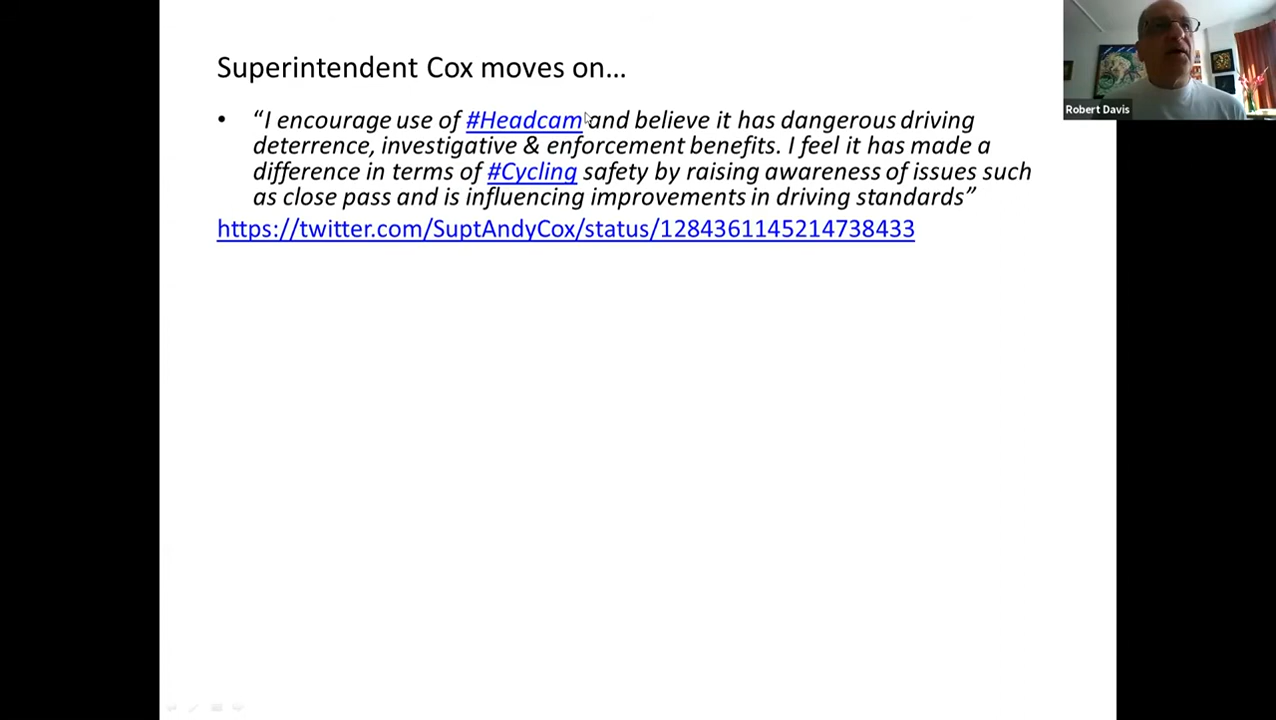 Superintendent Cox moves on…
• “I encourage use of #Headcam and believe it has dangerous driving
deterrence, investigative & enforcement benefits. I feel it has made a
difference in terms of #Cycling safety by raising awareness of issues such
as close pass and is influencing improvements in driving standards”
https://twitter.com/SuptAndyCox/status/1284361145214738433
Robert Davis